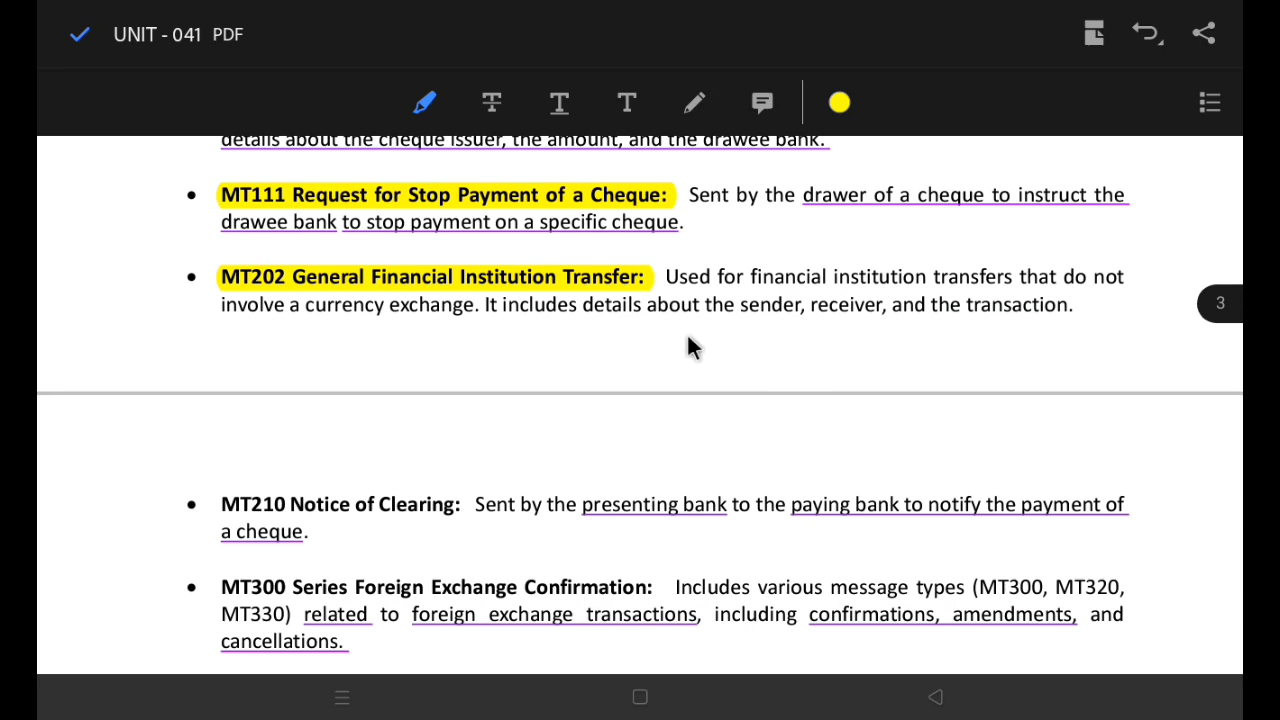 UNIT - 041 PDF
details about the cheque issuer, the amount, and the drawee bank.
• MT111 Request for Stop Payment of a Cheque: Sent by the drawer of a cheque to instruct the
drawee bank to stop payment on a specific cheque.
• MT202 General Financial Institution Transfer: Used for financial institution transfers that do not
involve a currency exchange. It includes details about the sender, receiver, and the transaction.
3
• MT210 Notice of Clearing: Sent by the presenting bank to the paying bank to notify the payment of
a cheque.
• MT300 Series Foreign Exchange Confirmation: Includes various message types (MT300, MT320,
MT330) related to foreign exchange transactions, including confirmations, amendments, and
cancellations.